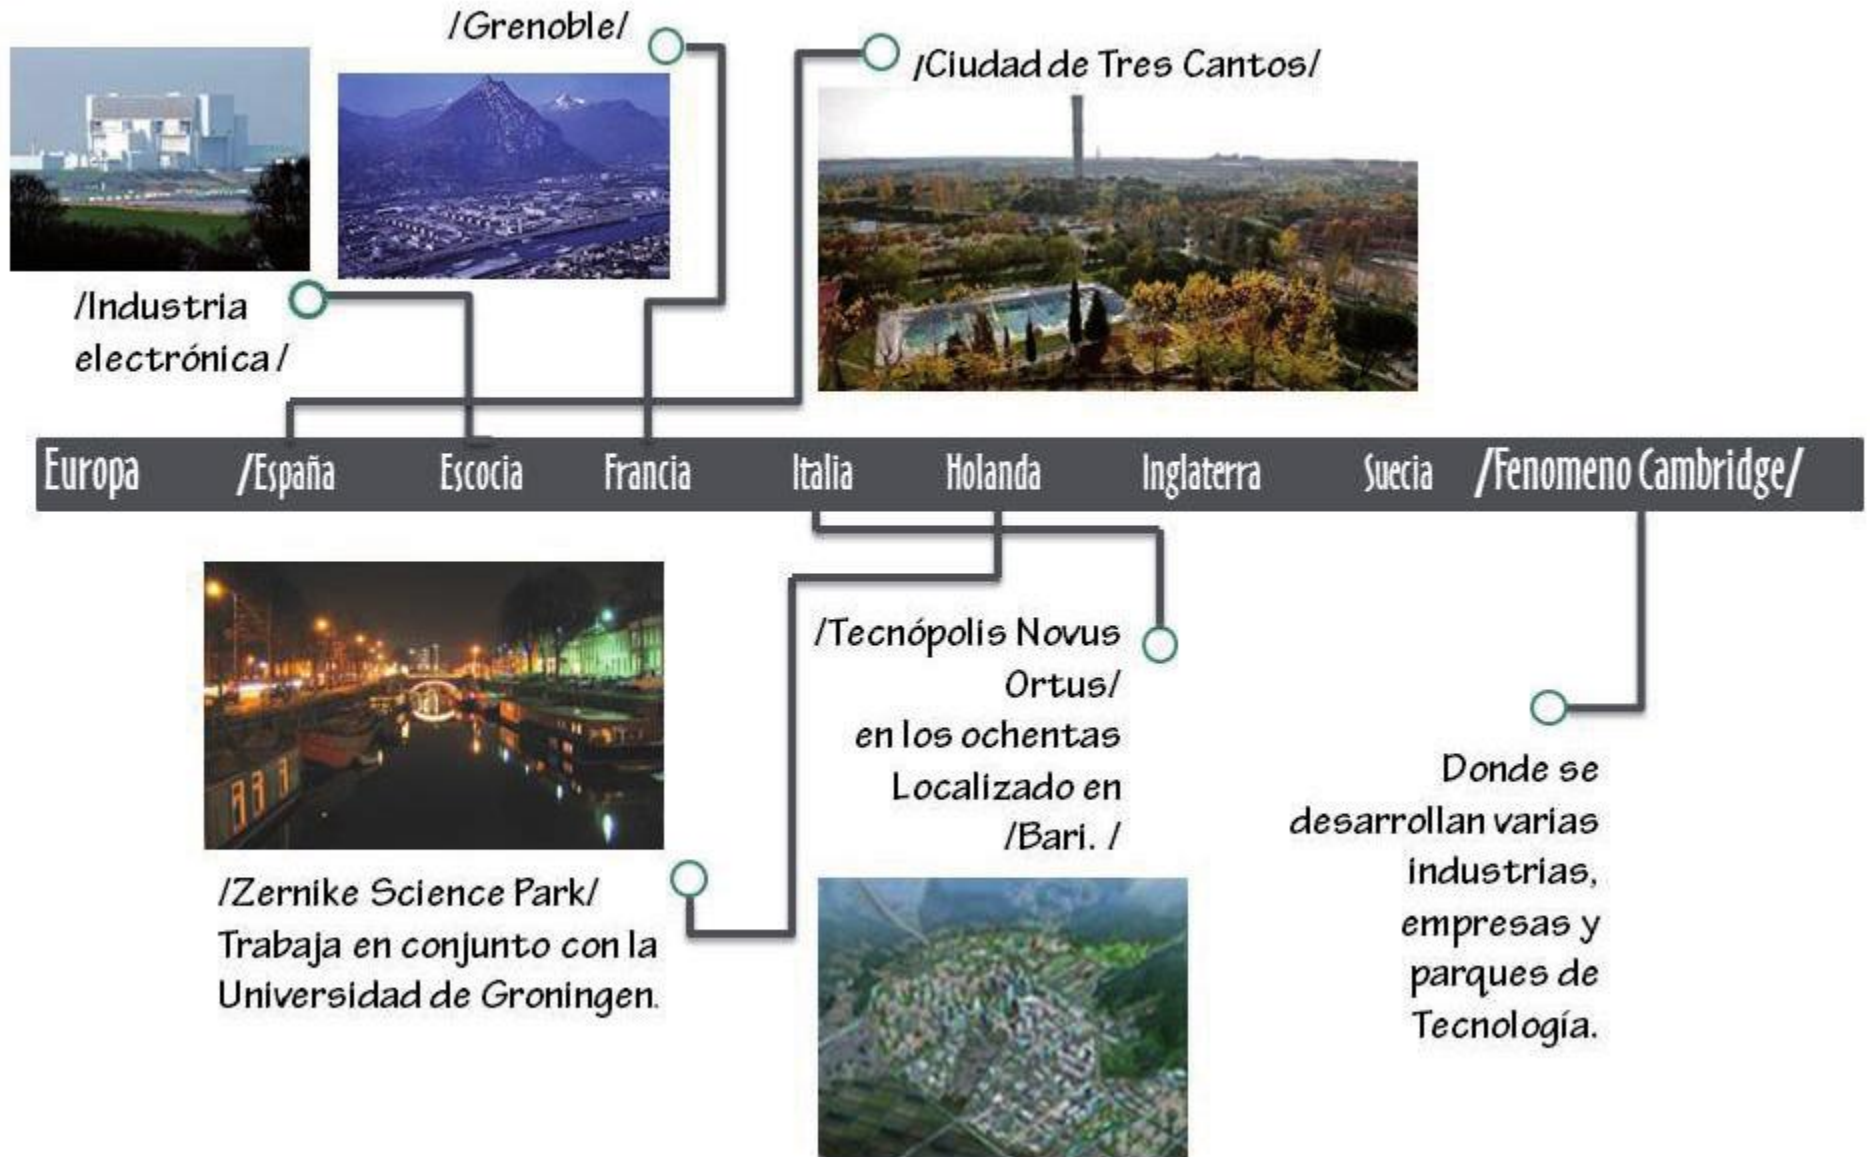 /Grenoble/
/Ciudad de Tres Cantos/
/Industria
electrónica/
Europa /España Escocia Francia Italia Holanda Inglaterra Suecia /Fenomeno Cambridge/
/Tecnópolis Novus
Ortus/
en los ochentas
Localizado en
/Bari. /
/Zernike Science Park/
Trabaja en conjunto con la
Universidad de Groningen.
Donde se
desarrollan varias
industrias,
empresas y
parques de
Tecnología.